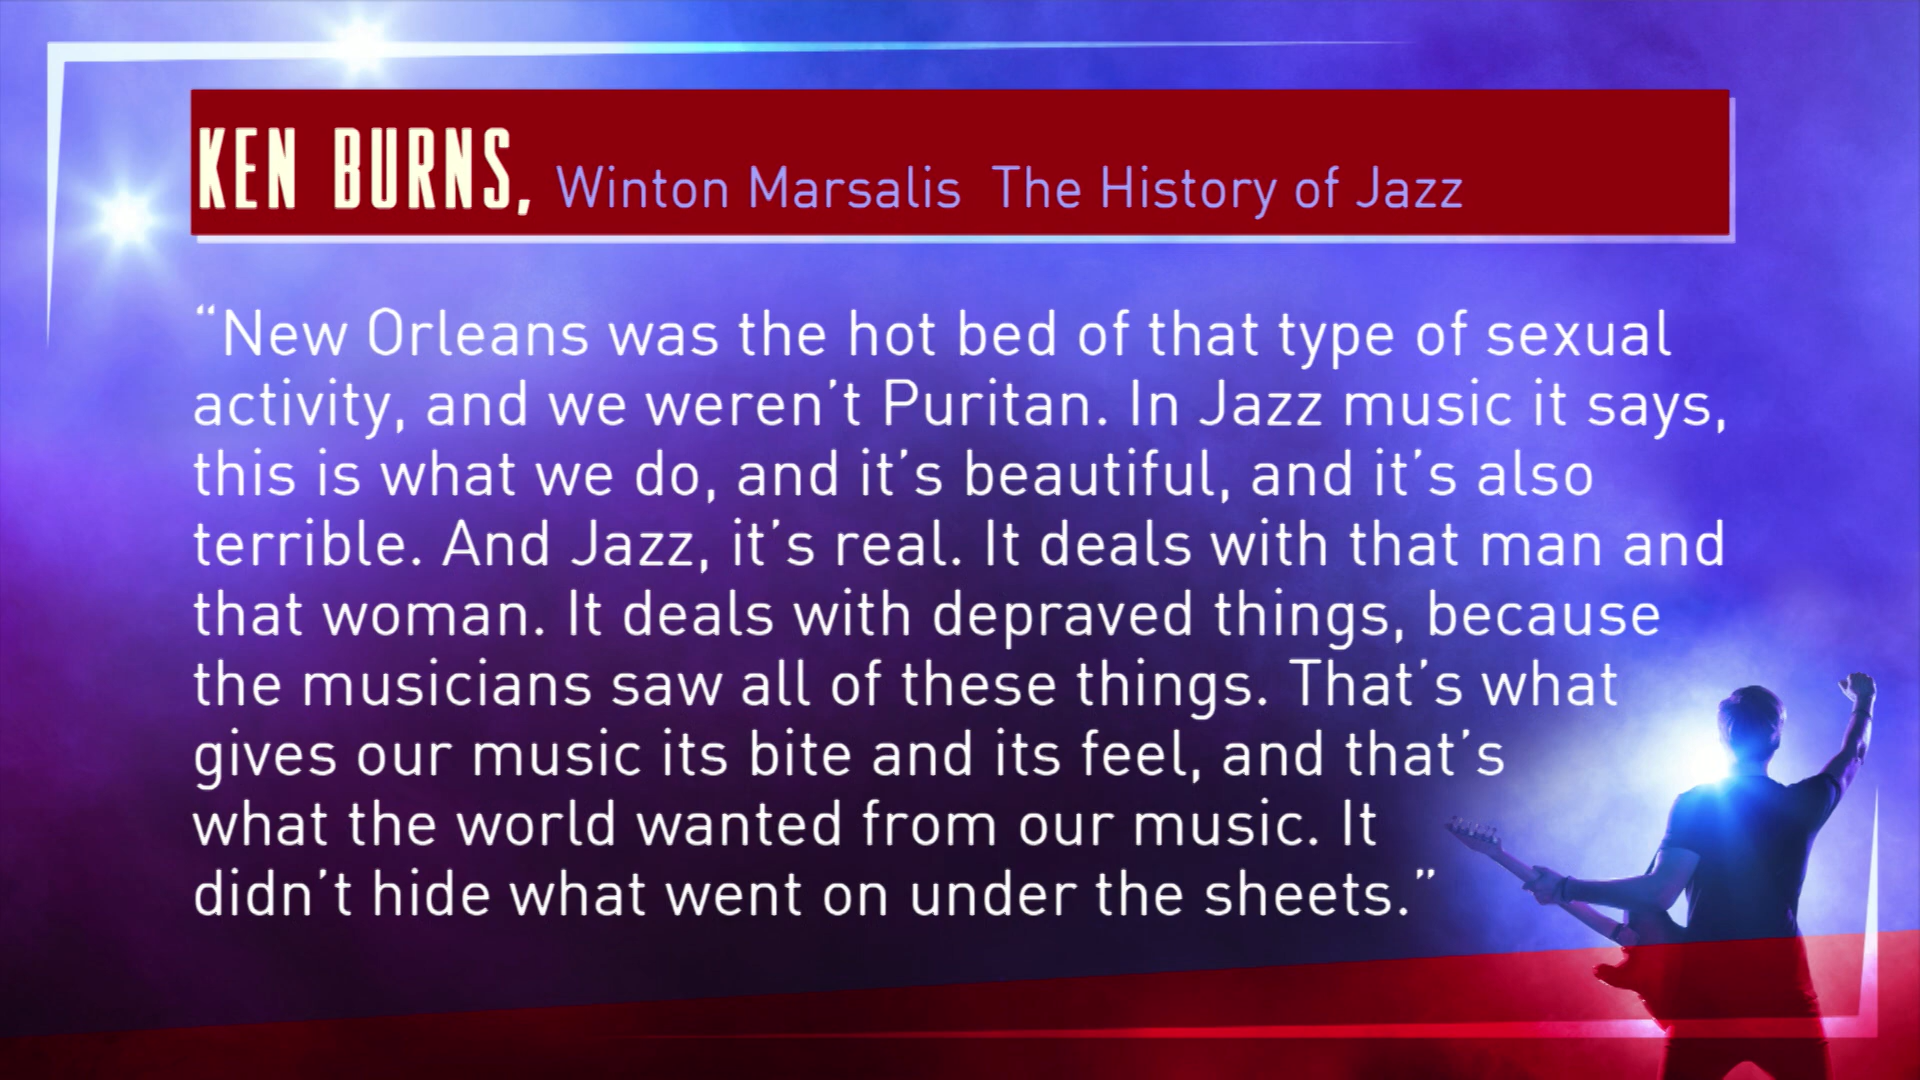 KEN BURNS, Winton Marsalis The History of Jazz
“New Orleans was the hot bed of that type of sexual
activity, and we weren’t Puritan. In Jazz music it says,
this is what we do, and it’s beautiful, and it’s also
terrible. And Jazz, it’s real. It deals with that man and
that woman. It deals with depraved things, because
the musicians saw all of these things. That’s what
gives our music its bite and its feel, and that’s
what the world wanted from our music. It
didn’t hide what went on under the sheets.”